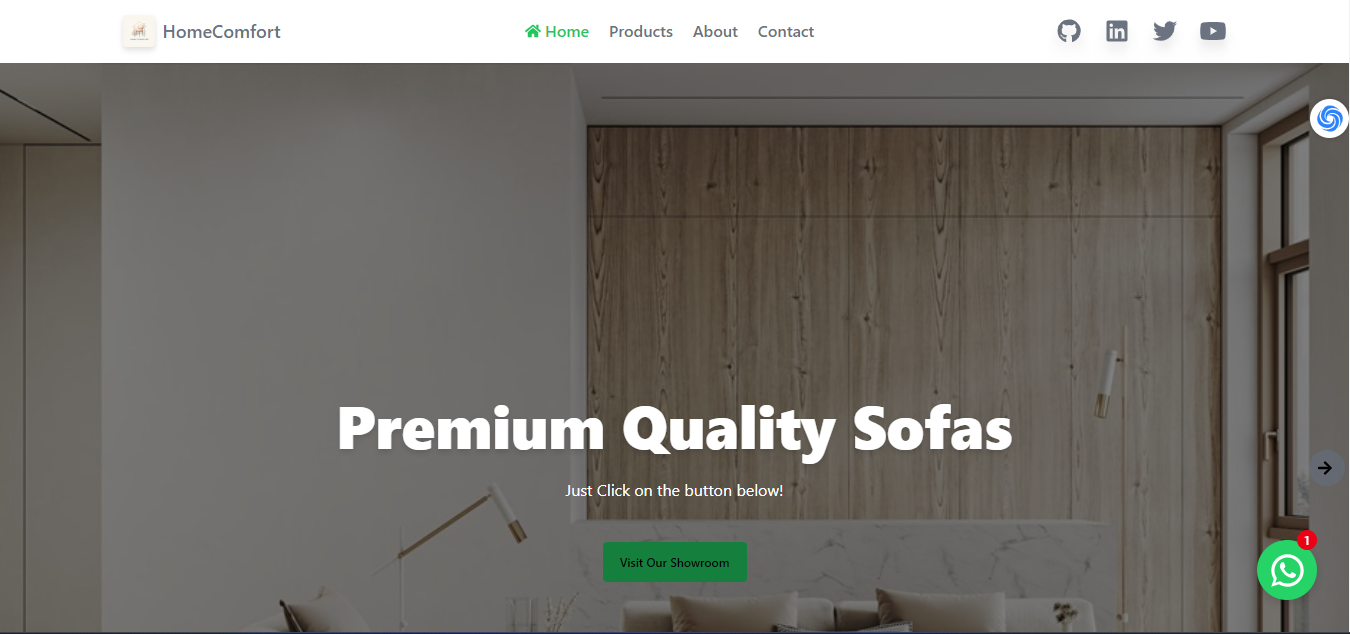 HomeComfort
Home Products About Contact
Premium Quality Sofas
Just Click on the button below!
Visit Our Showroom
1